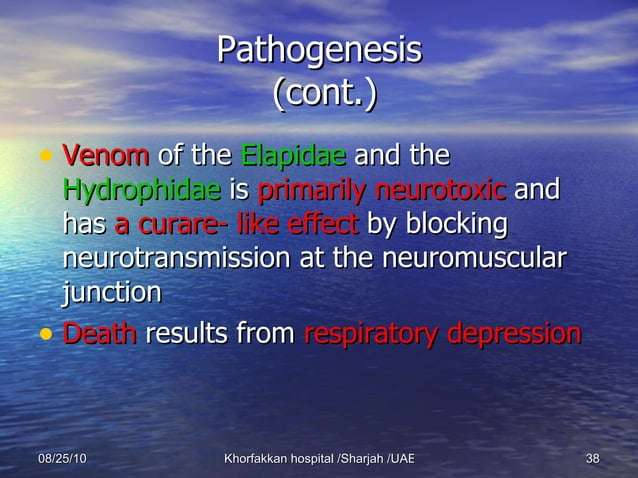 Pathogenesis
(cont.)
• Venom of the Elapidae and the
Hydrophidae is primarily neurotoxic and
has a curare- like effect by blocking
neurotransmission at the neuromuscular
junction
• Death results from respiratory depression
08/25/10 Khorfakkan hospital /Sharjah /UAE 38